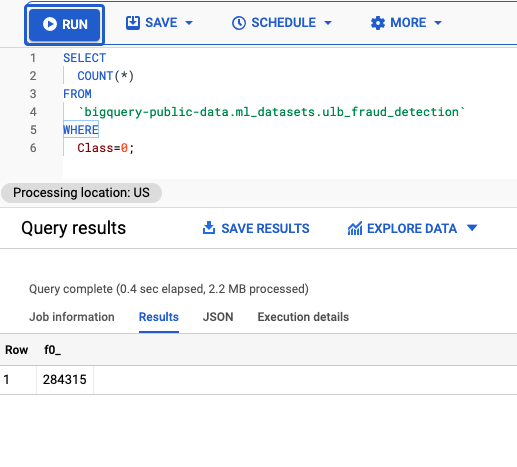 RUN SAVE SCHEDULE MORE
1 SELECT
2 COUNT(*)
3 FROM
4 `bigquery-public-data.ml_datasets.ulb_fraud_detection`
5 WHERE
6 Class=0;
Processing location: US
Query results SAVE RESULTS EXPLORE DATA
Query complete (0.4 sec elapsed, 2.2 MB processed)
Job information Results JSON Execution details
Row f0_
1 284315